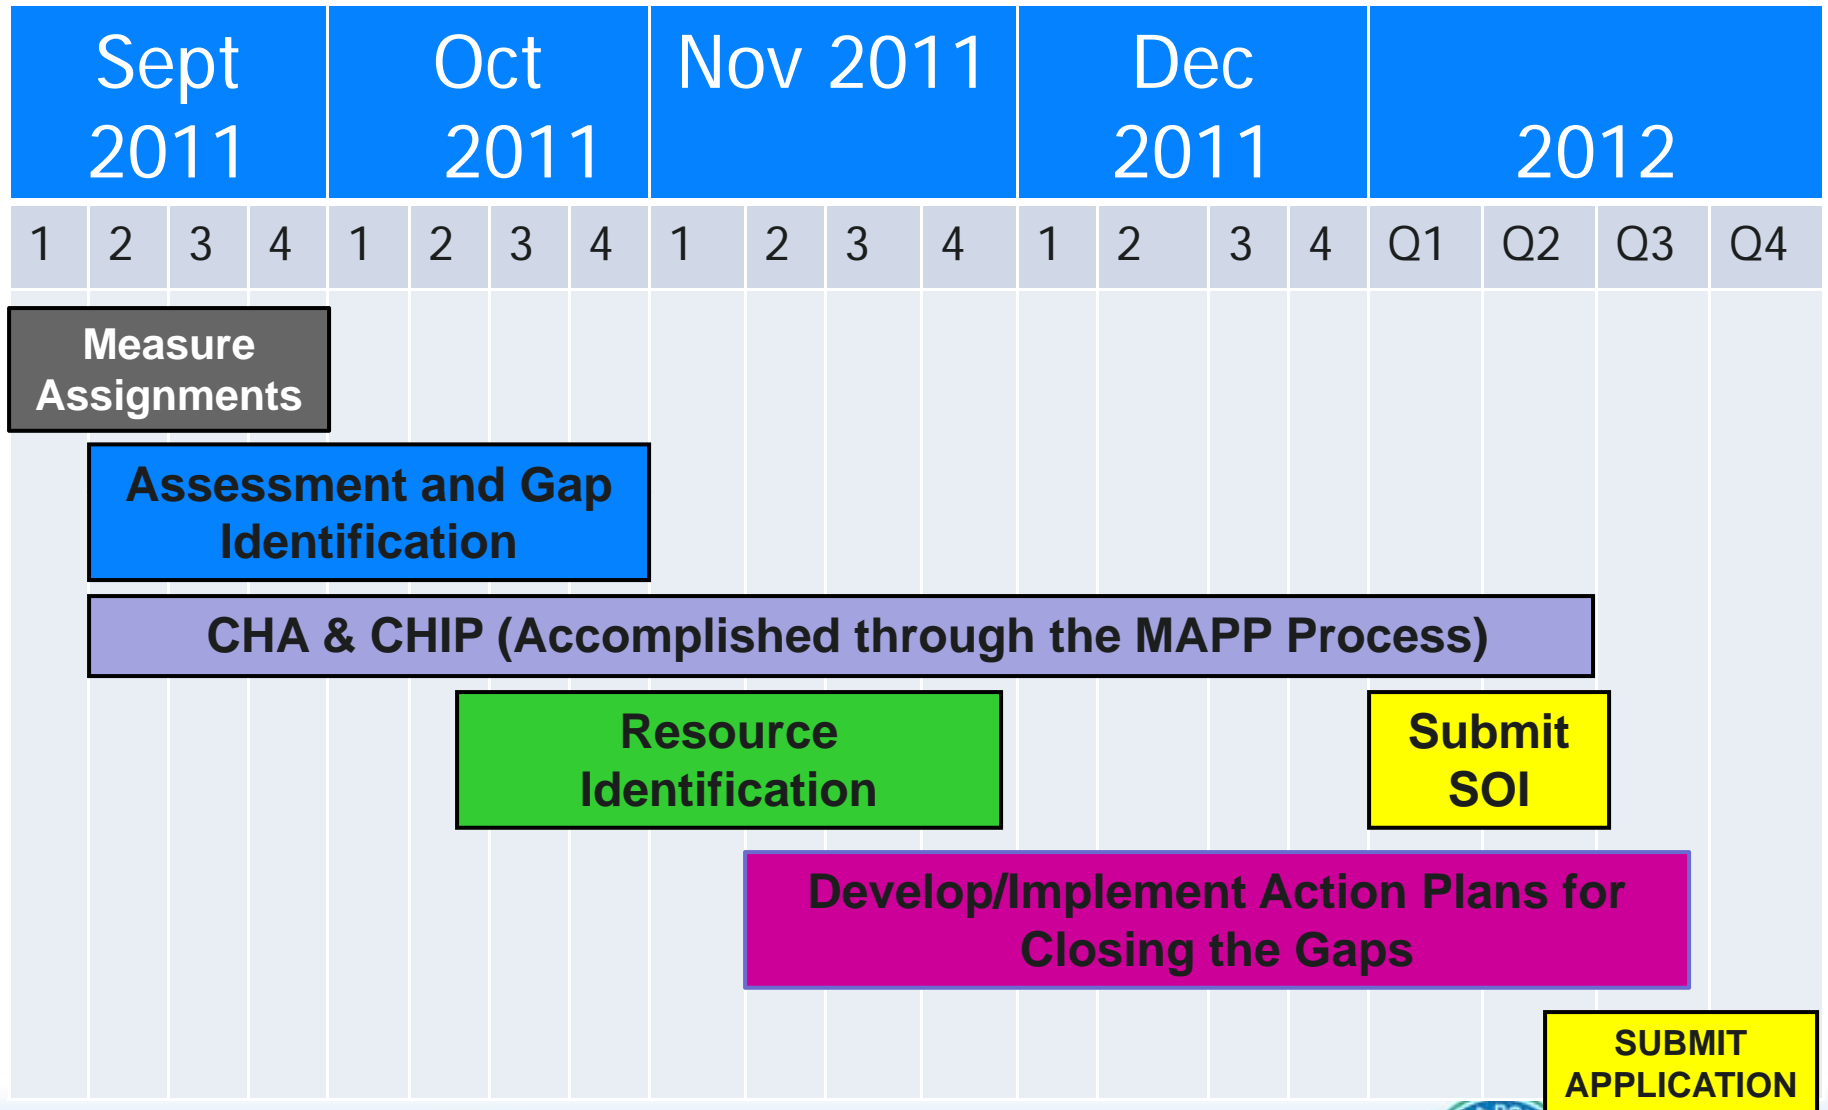 Sept 2011
Oct 2011
Nov 2011
Dec 2011
2012
1 2 3 4 1 2 3 4 1 2 3 4 1 2 3 4 Q1 Q2 Q3 Q4
Measure
Assignments
Assessment and Gap
Identification
CHA & CHIP (Accomplished through the MAPP Process)
Resource
Identification
Submit
SOI
Develop/Implement Action Plans for
Closing the Gaps
SUBMIT
APPLICATION